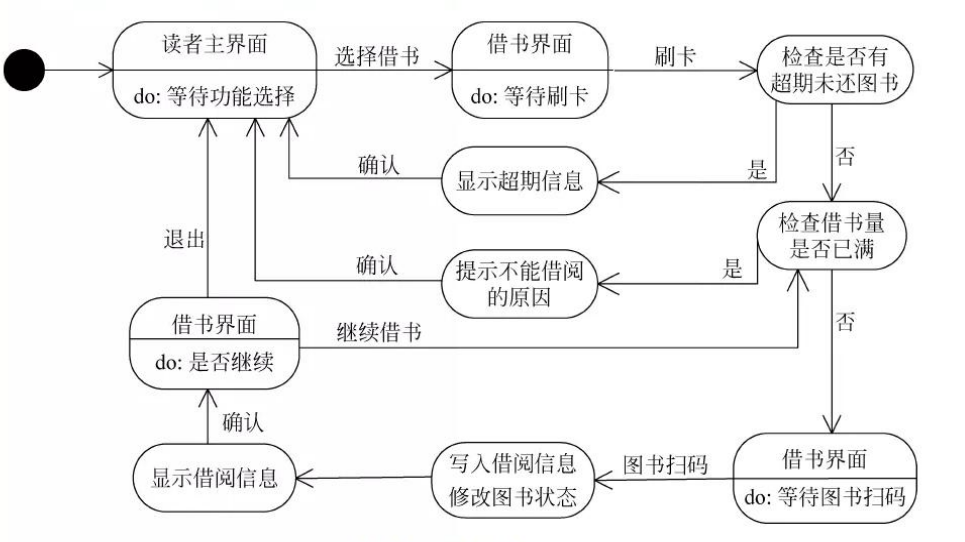 读者主界面
do: 等待功能选择
选择借书
借书界面
do: 等待刷卡
刷卡
检查是否有
超期未还图书
确认
显示超期信息
是
否
检查借书量
是否已满
退出
确认
提示不能借阅
的原因
是
借书界面
do: 是否继续
继续借书
否
确认
显示借阅信息
写入借阅信息
修改图书状态
图书扫码
借书界面
do: 等待图书扫码